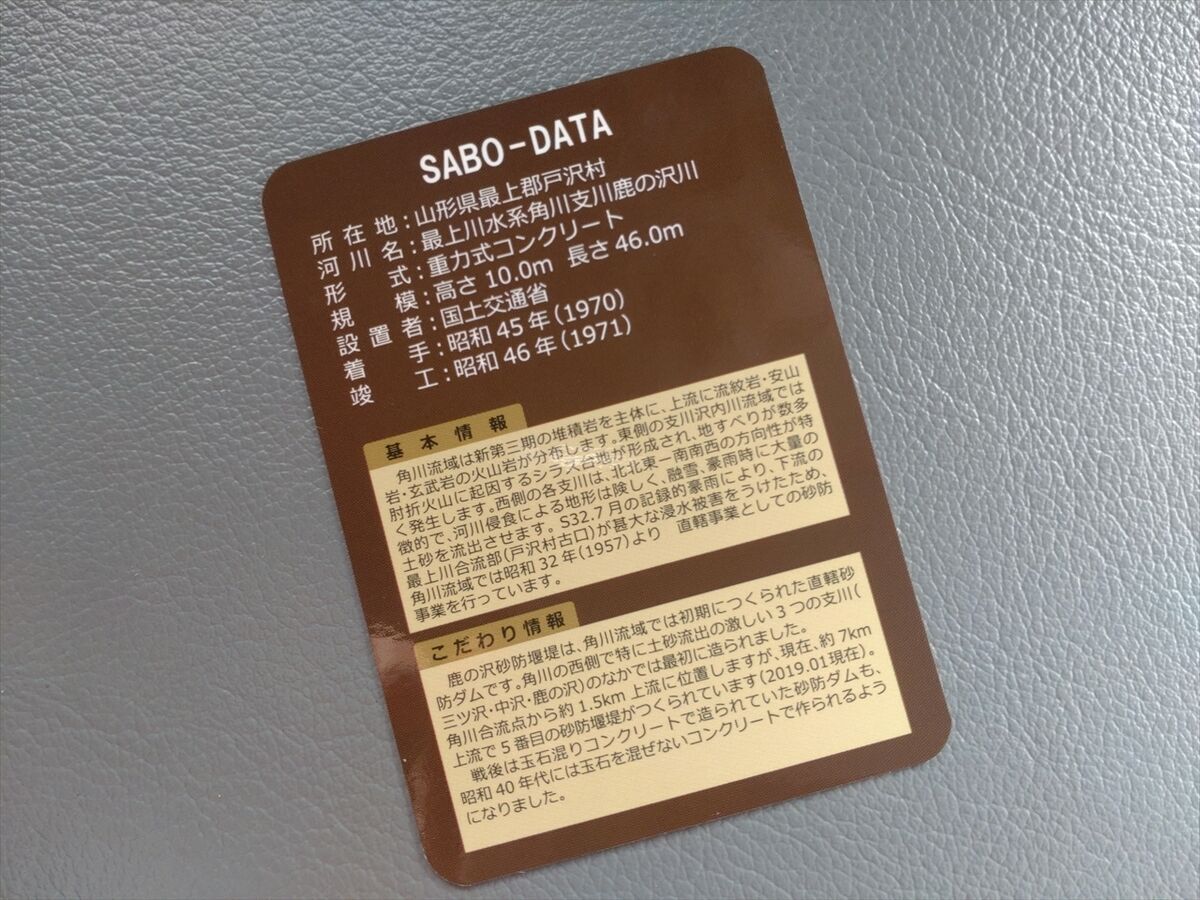 SABO-DATA
所在地:山形県最上郡戸沢村
河川名:最上川水系角川支川鹿の沢川
形式:重力式コンクリート
規模:高さ 10.0m 長さ 46.0m
設置者:国土交通省
着手:昭和 45 年(1970)
竣工:昭和 46 年(1971)
基本情報
角川流域は新第三期の堆積岩を主体に、上流に流紋岩・安山
岩・玄武岩の火山岩が分布します。東側の支川沢内川流域では
肘折火山に起因するシラス台地が形成され、地すべりが数多
く発生します。西側の各支川は、北北東ー南南西の方向性が特
徴的で、河川侵食による地形は険しく、融雪、豪雨時に大量の
土砂を流出させます。S32.7 月の記録的豪雨により、下流の
最上川合流部(戸沢村古口)が甚大な浸水被害をうけたため、
角川流域では昭和 32 年(1957)より 直轄事業としての砂防
事業を行っています。
こだわり情報
鹿の沢砂防堰堤は、角川流域では初期につくられた直轄砂
防ダムです。角川の西側で特に土砂流出の激しい 3 つの支川(
三ツ沢・中沢・鹿の沢)のなかでは最初に造られました。
角川合流点から約 1.5km 上流に位置しますが、現在、約 7km
上流で 5 番目の砂防堰堤がつくられています(2019.01 現在)。
戦後は玉石混りコンクリートで造られていた砂防ダムも、
昭和 40 年代には玉石を混ぜないコンクリートで作られるよう
になりました。